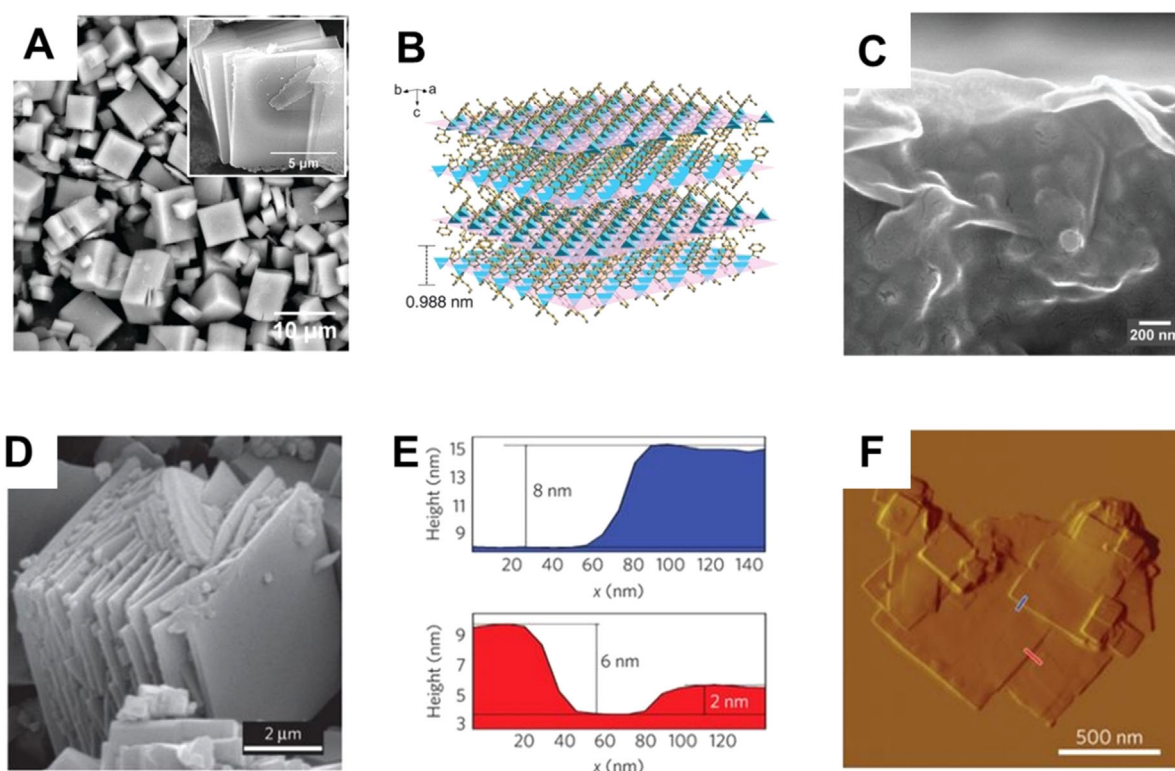 A
5 µm
10 µm
B
b
a
c
0.988 nm
C
200 nm
D
2 µm
E
Height (nm)
15
13
11
9
8 nm
20 40 60 80 100 120 140
x (nm)
Height (nm)
9
7
5
3
6 nm
2 nm
20 40 60 80 100 120
x (nm)
F
500 nm